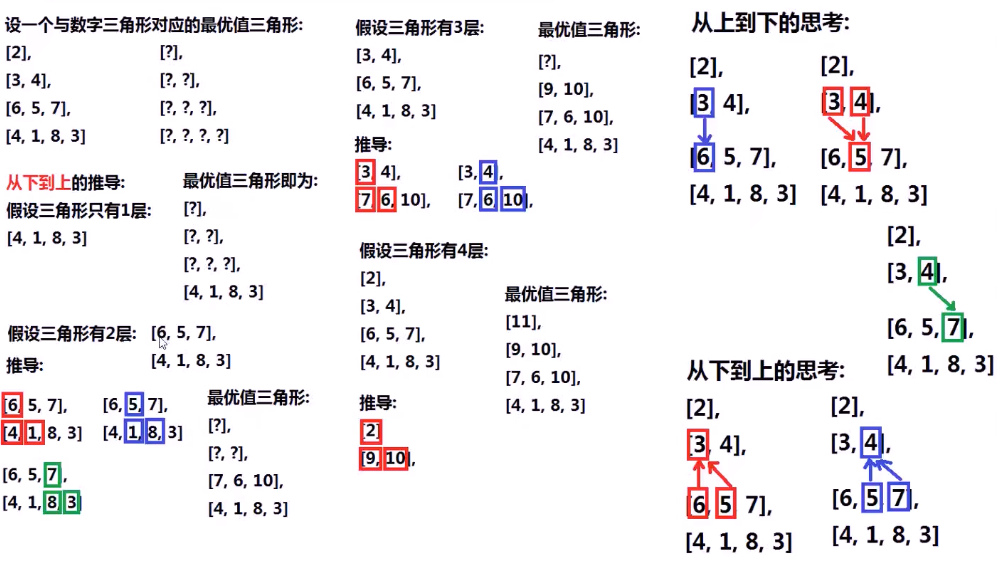 设一个与数字三角形对应的最优值三角形:
[2],
[3, 4],
[6, 5, 7],
[4, 1, 8, 3]
[?],
[?, ?],
[?, ?, ?],
[?, ?, ?, ?]
从下到上的推导:
假设三角形只有1层:
[4, 1, 8, 3]
最优值三角形即为:
[?],
[?, ?],
[?, ?, ?],
[4, 1, 8, 3]
假设三角形有2层:
[6, 5, 7],
[4, 1, 8, 3]
推导:
[6, 5, 7],
[4, 1, 8, 3]
[6, 5, 7],
[4, 1, 8, 3]
[6, 5, 7],
[4, 1, 8, 3]
最优值三角形:
[?],
[?, ?],
[7, 6, 10],
[4, 1, 8, 3]
假设三角形有3层:
[3, 4],
[6, 5, 7],
[4, 1, 8, 3]
最优值三角形:
[?],
[9, 10],
[7, 6, 10],
[4, 1, 8, 3]
推导:
[3, 4],
[7, 6, 10],
[3, 4],
[7, 6, 10],
假设三角形有4层:
[2],
[3, 4],
[6, 5, 7],
[4, 1, 8, 3]
最优值三角形:
[11],
[9, 10],
[7, 6, 10],
[4, 1, 8, 3]
推导:
[2]
[9, 10],
从上到下的思考:
[2],
[3, 4],
[6, 5, 7],
[4, 1, 8, 3]
[2],
[3, 4],
[6, 5, 7],
[4, 1, 8, 3]
[2],
[3, 4],
[6, 5, 7],
[4, 1, 8, 3]
从下到上的思考:
[2],
[3, 4],
[6, 5, 7],
[4, 1, 8, 3]
[2],
[3, 4],
[6, 5, 7],
[4, 1, 8, 3]